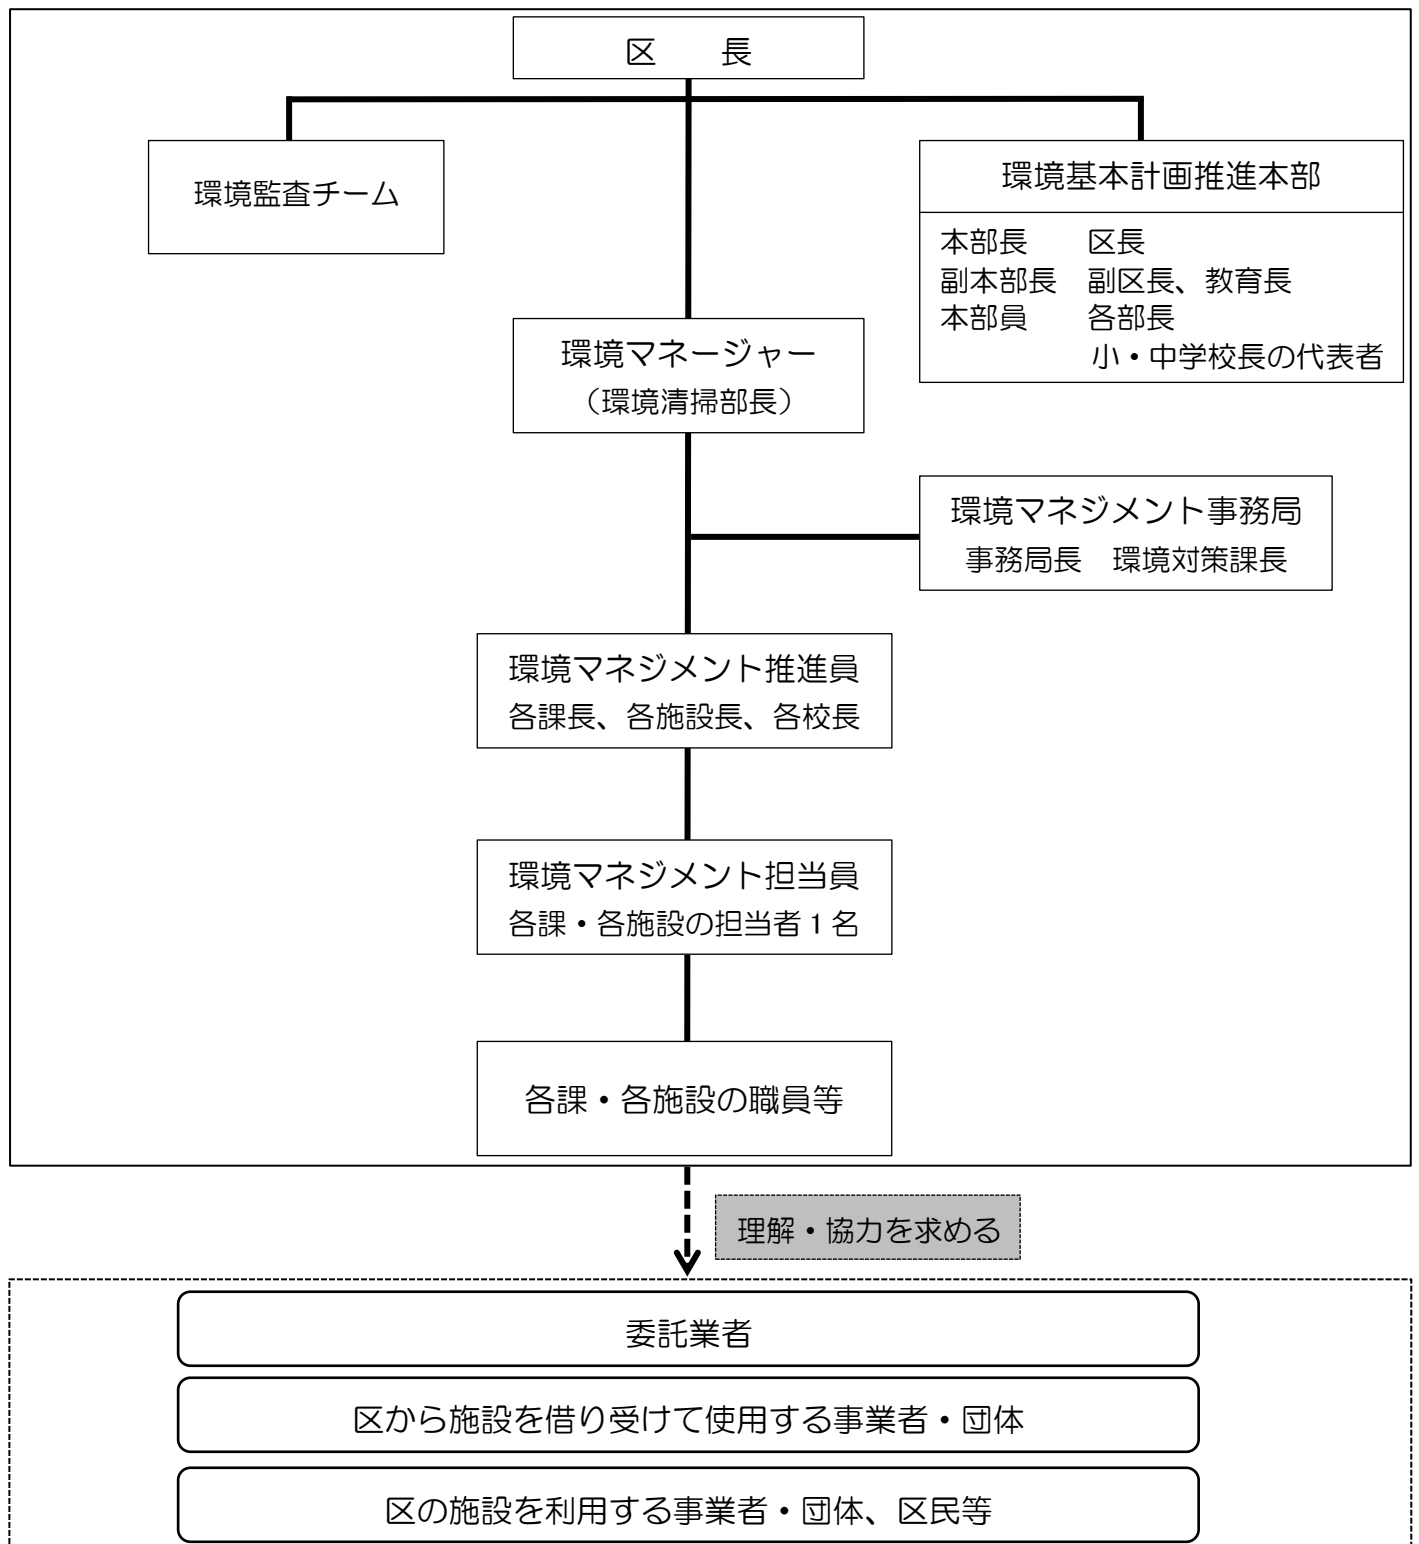 区　　長
環境監査チーム
環境基本計画推進本部
本部長　　区長
副本部長　副区長、教育長
本部員　　各部長
小・中学校長の代表者
環境マネージャー
（環境清掃部長）
環境マネジメント事務局
事務局長　環境対策課長
環境マネジメント推進員
各課長、各施設長、各校長
環境マネジメント担当員
各課・各施設の担当者１名
各課・各施設の職員等
理解・協力を求める
委託業者
区から施設を借り受けて使用する事業者・団体
区の施設を利用する事業者・団体、区民等